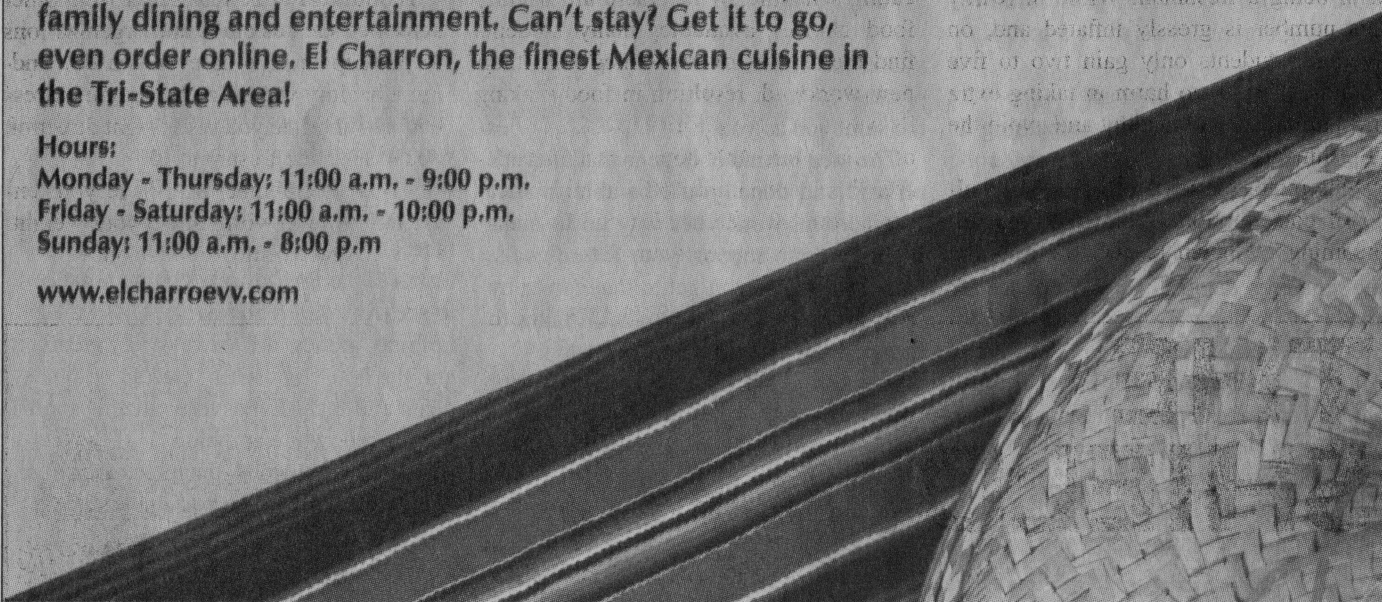 family dining and entertainment. Can't stay? Get it to go,
even order online. El Charron, the finest Mexican cuisine in
the Tri-State Area!
Hours:
Monday - Thursday: 11:00 a.m. - 9:00 p.m.
Friday - Saturday: 11:00 a.m. - 10:00 p.m.
Sunday: 11:00 a.m. - 8:00 p.m
www.elcharroevv.com